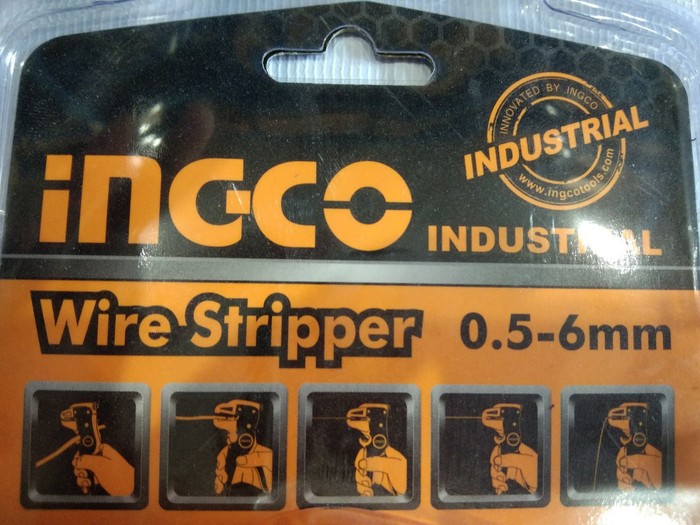 INNOVATED BY INGCO
INDUSTRIAL
www.ingcotools.com
INGCO
INDUSTRIAL
Wire Stripper
0.5-6mm